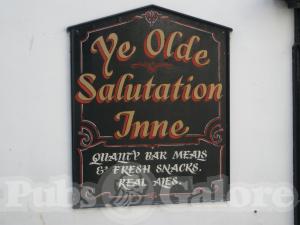 Ye Olde
Salutation
Inne
QUALITY BAR MEALS
& FRESH SNACKS.
REAL ALES.
Pubs Galore